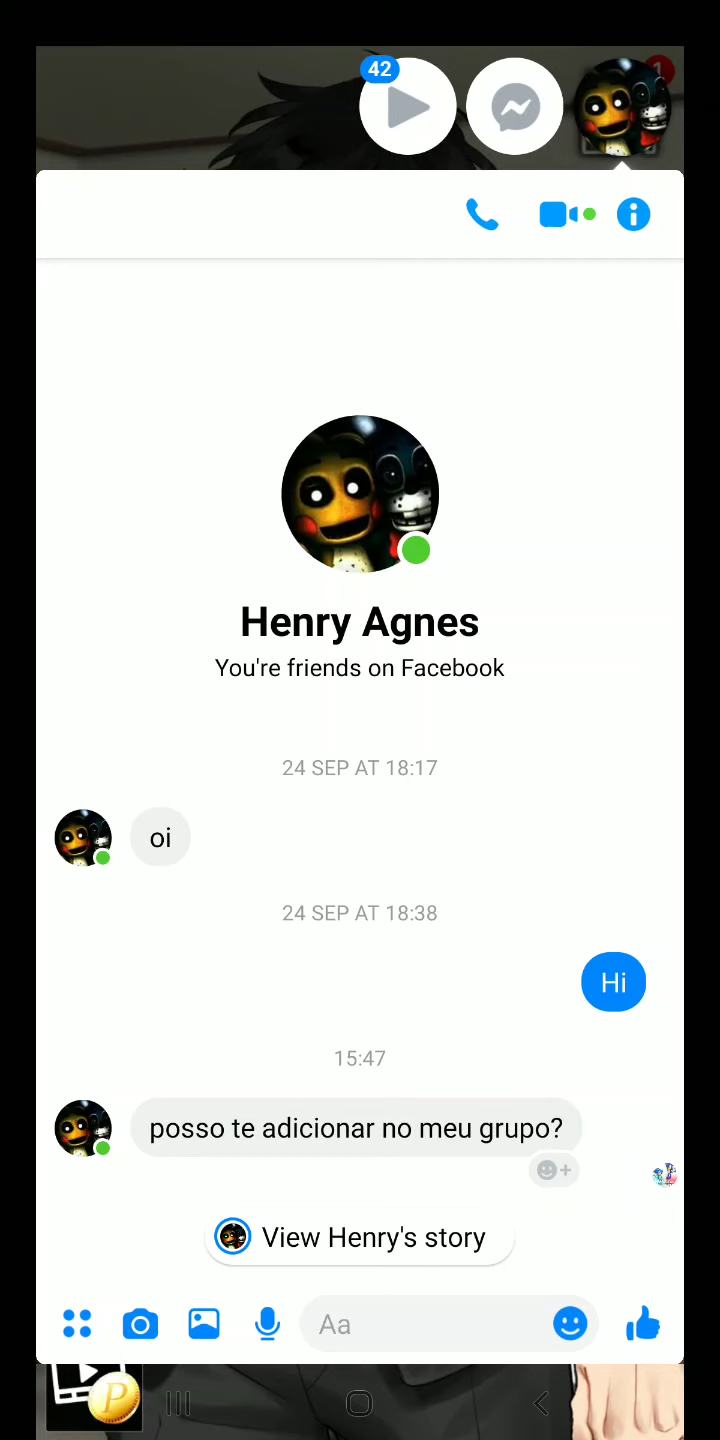 42
1
Henry Agnes
You're friends on Facebook
24 SEP AT 18:17
oi
24 SEP AT 18:38
Hi
15:47
posso te adicionar no meu grupo?
View Henry's story
Aa
P